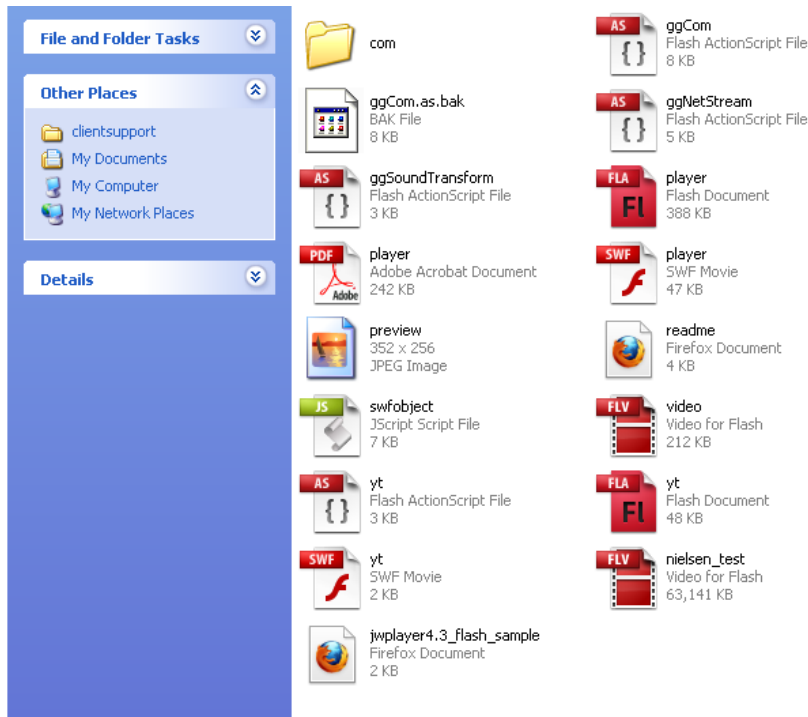 File and Folder Tasks
Other Places
clientsupport
My Documents
My Computer
My Network Places
Details
com
AS
ggCom
Flash ActionScript File
8 KB
ggCom.as.bak
BAK File
8 KB
AS
ggNetStream
Flash ActionScript File
5 KB
AS
ggSoundTransform
Flash ActionScript File
3 KB
FLA
Fl
player
Flash Document
388 KB
PDF
Adobe
player
Adobe Acrobat Document
242 KB
SWF
player
SWF Movie
47 KB
preview
352 x 256
JPEG Image
readme
Firefox Document
4 KB
JS
swfobject
JScript Script File
7 KB
FLV
video
Video for Flash
212 KB
AS
yt
Flash ActionScript File
3 KB
FLA
Fl
yt
Flash Document
48 KB
SWF
yt
SWF Movie
2 KB
FLV
nielsen_test
Video for Flash
63,141 KB
jwplayer4.3_flash_sample
Firefox Document
2 KB